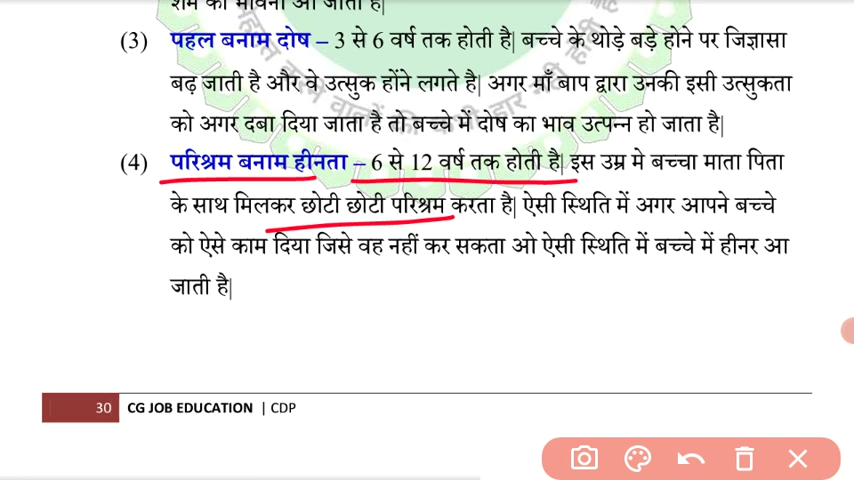 शर्म की भावना आ जाती है|
(3) पहल बनाम दोष – 3 से 6 वर्ष तक होती है| बच्चे के थोड़े बड़े होने पर जिज्ञासा
बढ़ जाती है और वे उत्सुक होंने लगते है| अगर माँ बाप द्वारा उनकी इसी उत्सुकता
को अगर दबा दिया जाता है तो बच्चे में दोष का भाव उत्पन्न हो जाता है|
(4) परिश्रम बनाम हीनता – 6 से 12 वर्ष तक होती है| इस उम्र मे बच्चा माता पिता
के साथ मिलकर छोटी छोटी परिश्रम करता है| ऐसी स्थिति में अगर आपने बच्चे
को ऐसे काम दिया जिसे वह नहीं कर सकता ओ ऐसी स्थिति में बच्चे में हीनर आ
जाती है|
30 CG JOB EDUCATION | CDP